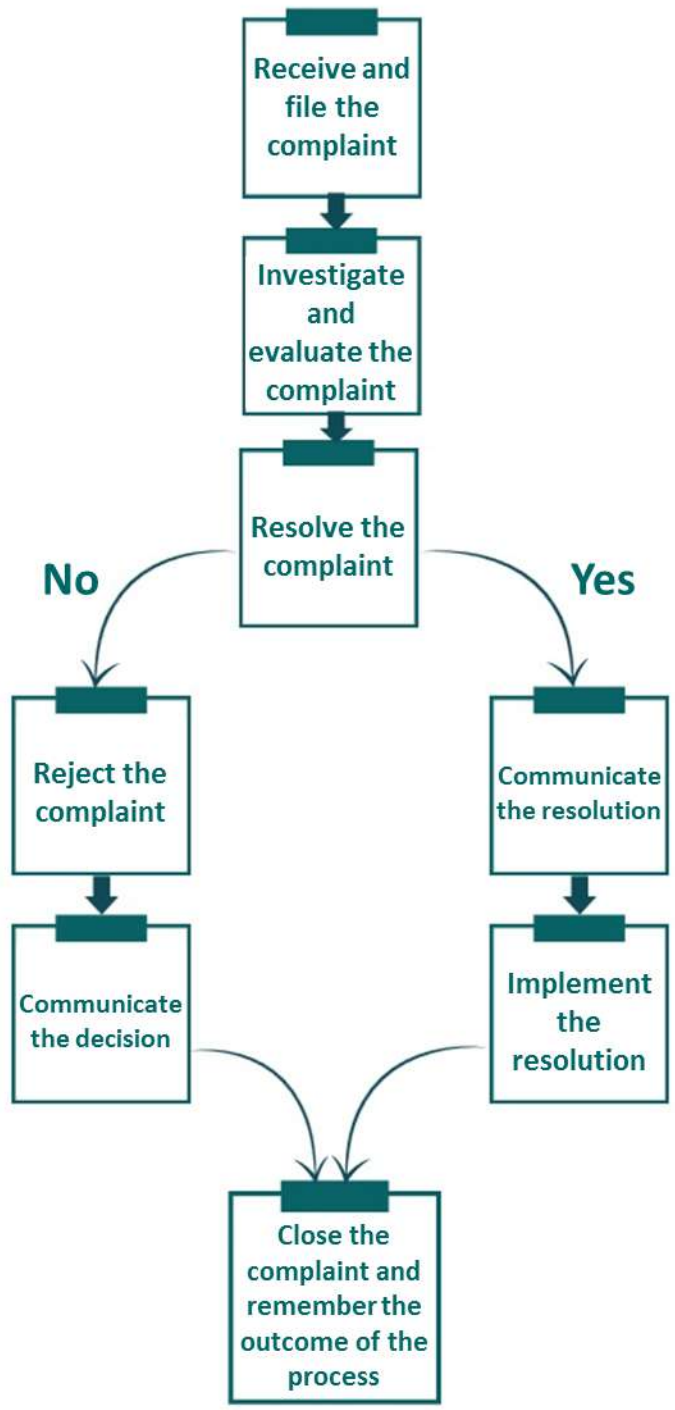 Receive and
file the
complaint
Investigate
and
evaluate the
complaint
Resolve the
complaint
No
Yes
Reject the
complaint
Communicate
the resolution
Communicate
the decision
Implement
the
resolution
Close the
complaint and
remember the
outcome of the
process